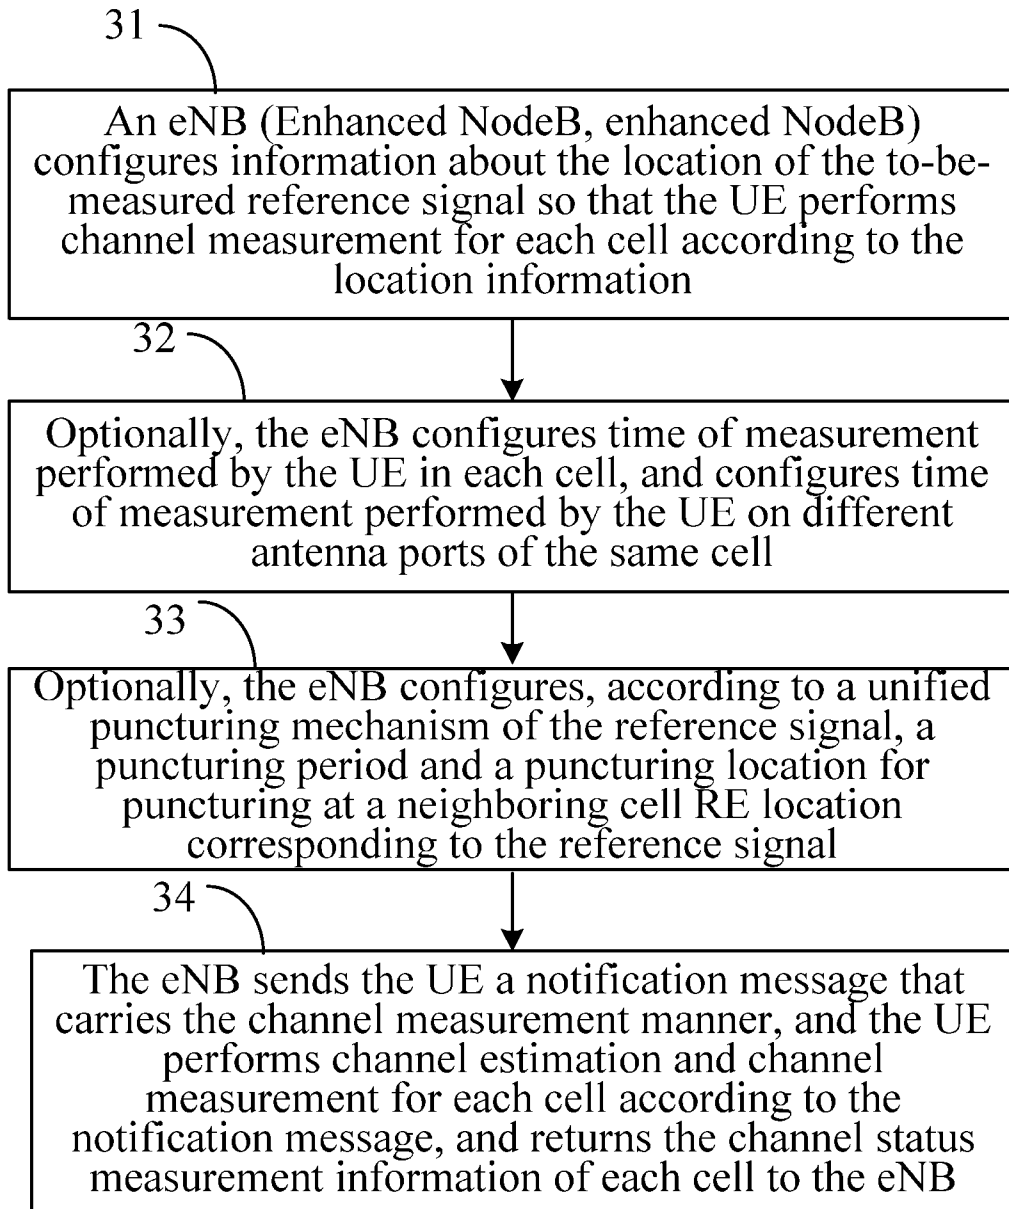 31
An eNB (Enhanced NodeB, enhanced NodeB)
configures information about the location of the to-be-
measured reference signal so that the UE performs
channel measurement for each cell according to the
location information
32
Optionally, the eNB configures time of measurement
performed by the UE in each cell, and configures time
of measurement performed by the UE on different
antenna ports of the same cell
33
Optionally, the eNB configures, according to a unified
puncturing mechanism of the reference signal, a
puncturing period and a puncturing location for
puncturing at a neighboring cell RE location
corresponding to the reference signal
34
The eNB sends the UE a notification message that
carries the channel measurement manner, and the UE
performs channel estimation and channel
measurement for each cell according to the
notification message, and returns the channel status
measurement information of each cell to the eNB